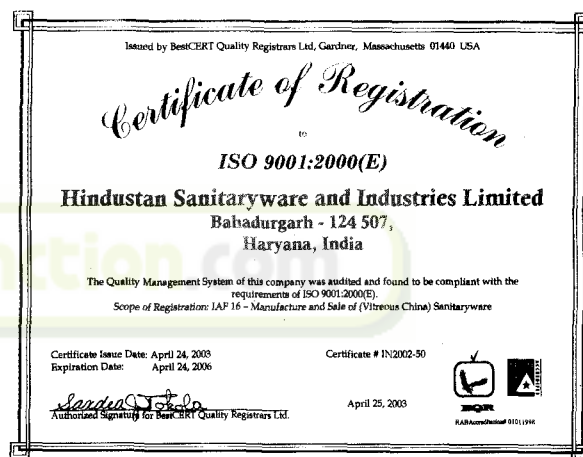 Issued by BestCERT Quality Registrars Ltd, Gardner, Massachusetts 01440 USA
Certificate of Registration
to
ISO 9001:2000(E)
Hindustan Sanitaryware and Industries Limited
Bahadurgarh - 124 507,
Haryana, India
The Quality Management System of this company was audited and found to be compliant with the
requirements of ISO 9001:2000(E).
Scope of Registration: IAF 16 – Manufacture and Sale of (Vitreous China) Sanitaryware
Certificate Issue Date: April 24, 2003
Expiration Date: April 24, 2006
Certificate # IN2002-50
April 25, 2003
Authorized Signature for BestCERT Quality Registrars Ltd.
BQR
RAB Accreditation#
nction.com